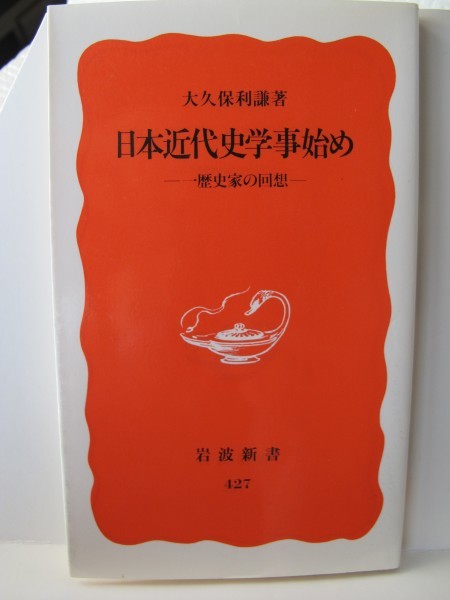 大久保利謙著
日本近代史学事始め
―一歴史家の回想―
岩波新書
427